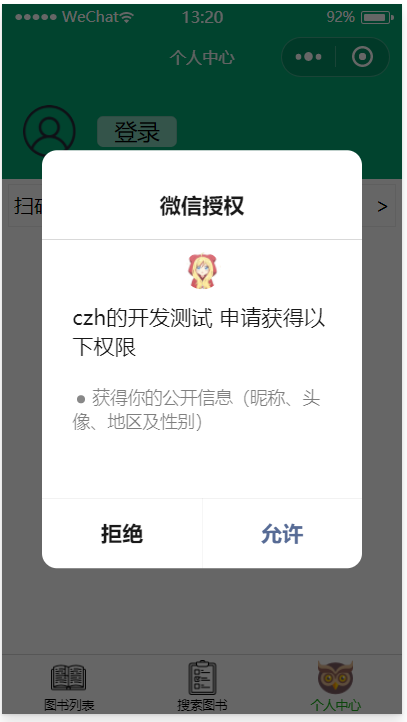 ●●●●● WeChat 13:20 92%
个人中心
登录
扫码 >
微信授权
czh的开发测试 申请获得以
下权限
● 获得你的公开信息（昵称、头
像、地区及性别）
拒绝 允许
图书列表 搜索图书 个人中心